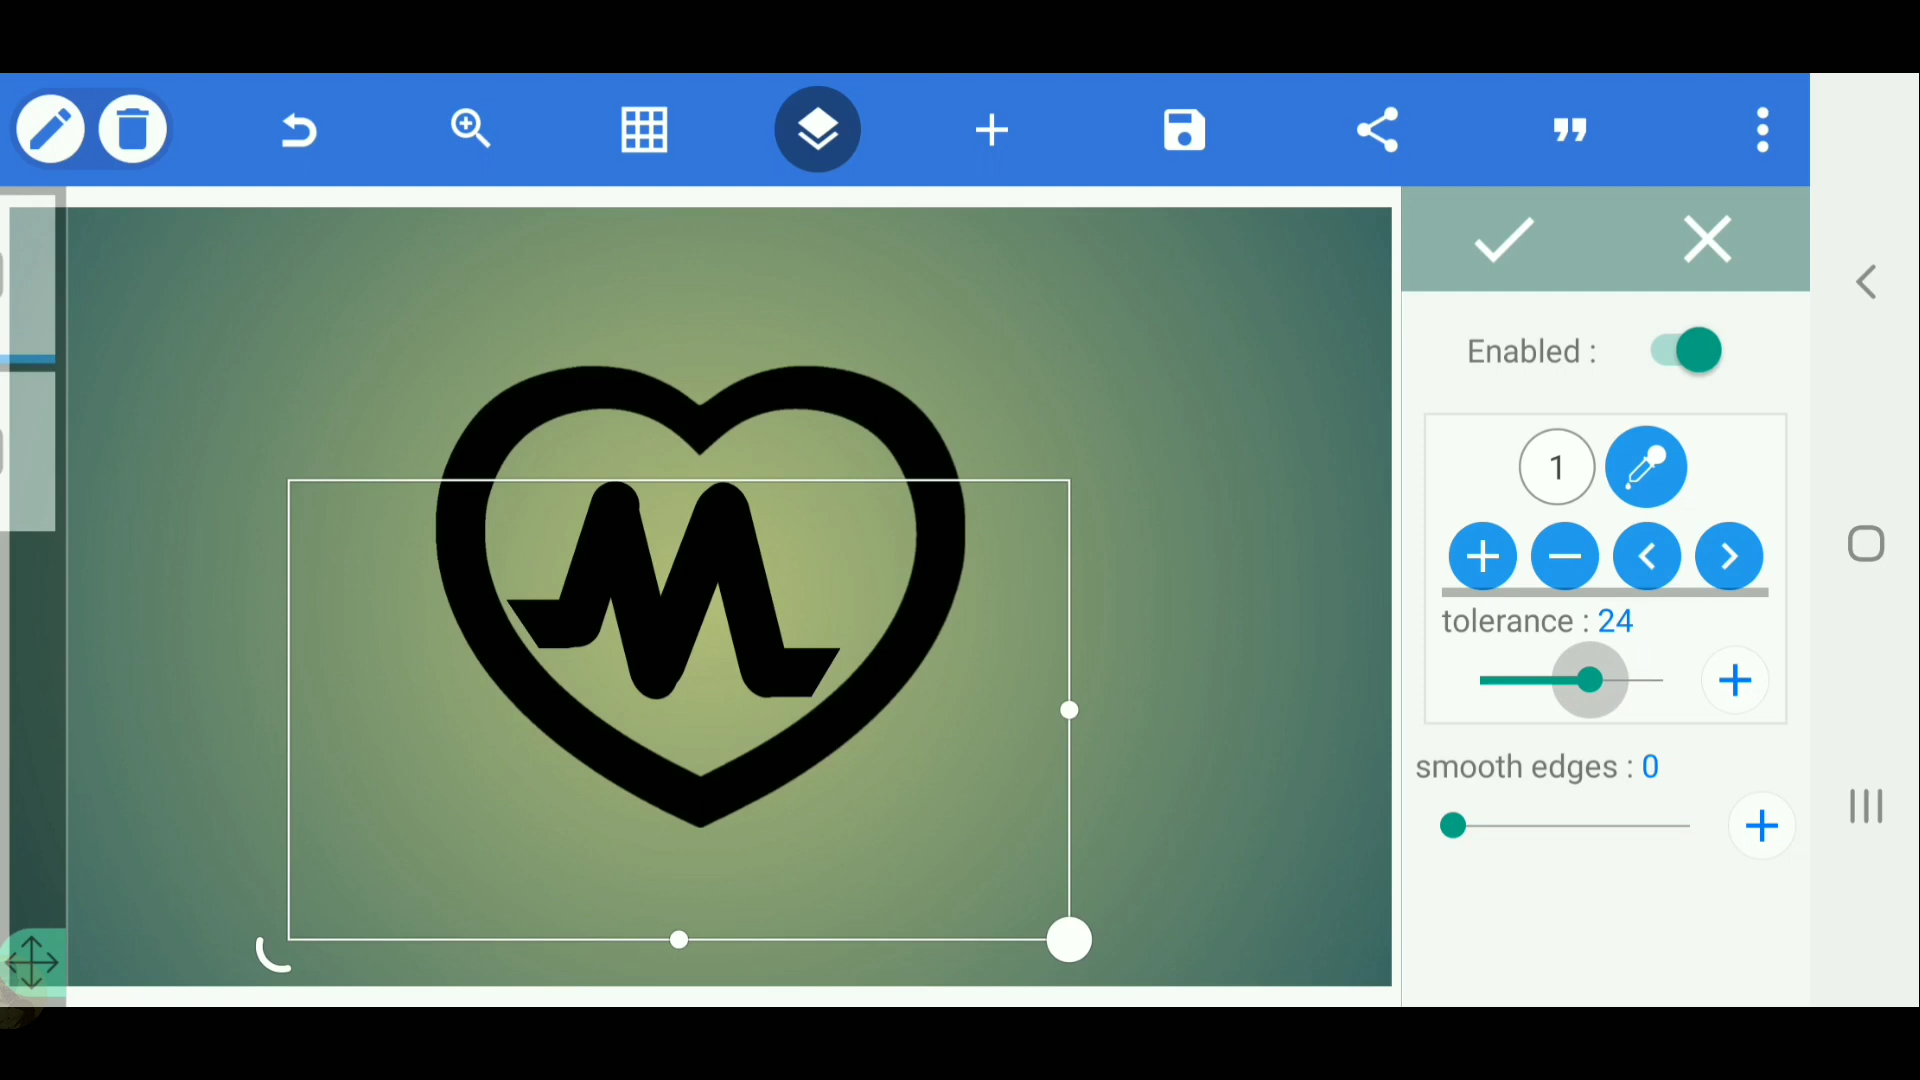 Enabled :
1
tolerance : 24
smooth edges : 0
M